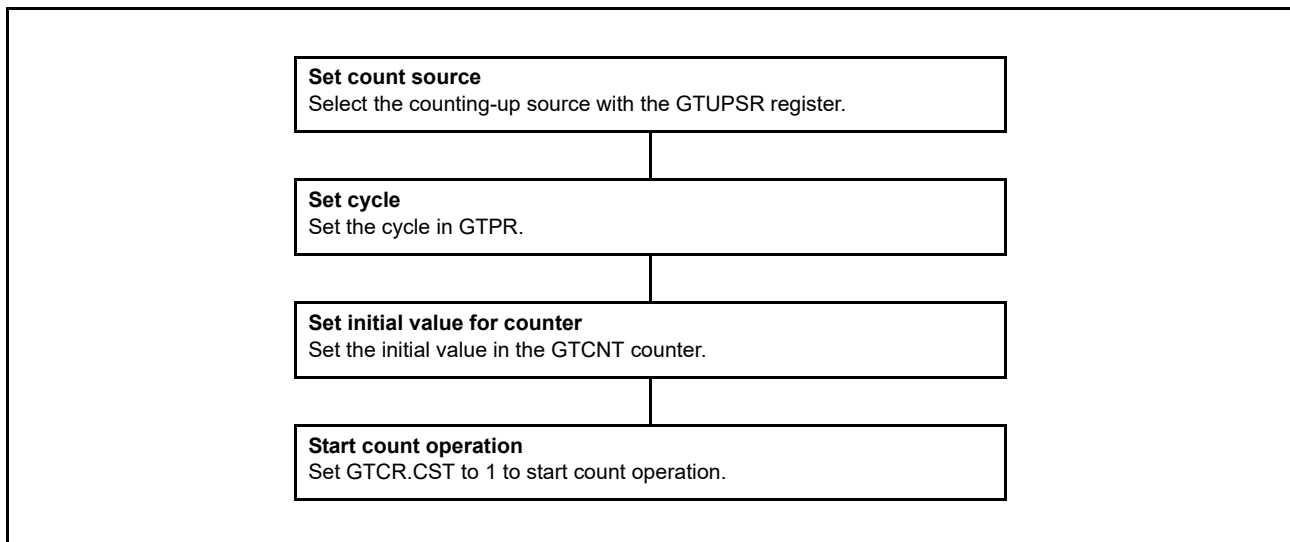 Set count source
Select the counting-up source with the GTUPSR register.
Set cycle
Set the cycle in GTPR.
Set initial value for counter
Set the initial value in the GTCNT counter.
Start count operation
Set GTCR.CST to 1 to start count operation.